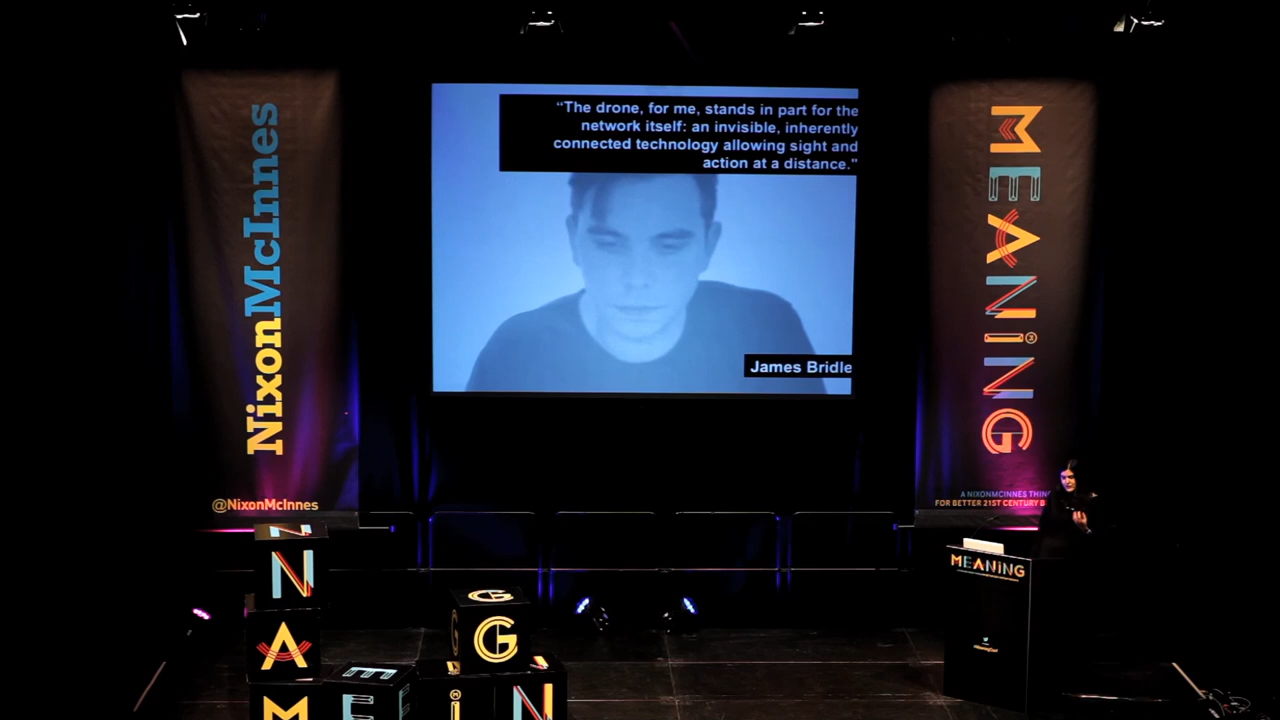 NixonMcInnes
@NixonMcInnes
“The drone, for me, stands in part for the
network itself: an invisible, inherently
connected technology allowing sight and
action at a distance.”
James Bridle
MEANiNG
A NIXONMCINNES THING
FOR BETTER 21ST CENTURY B
MEANiNG
N
N
A
M
E
G
G
i
N